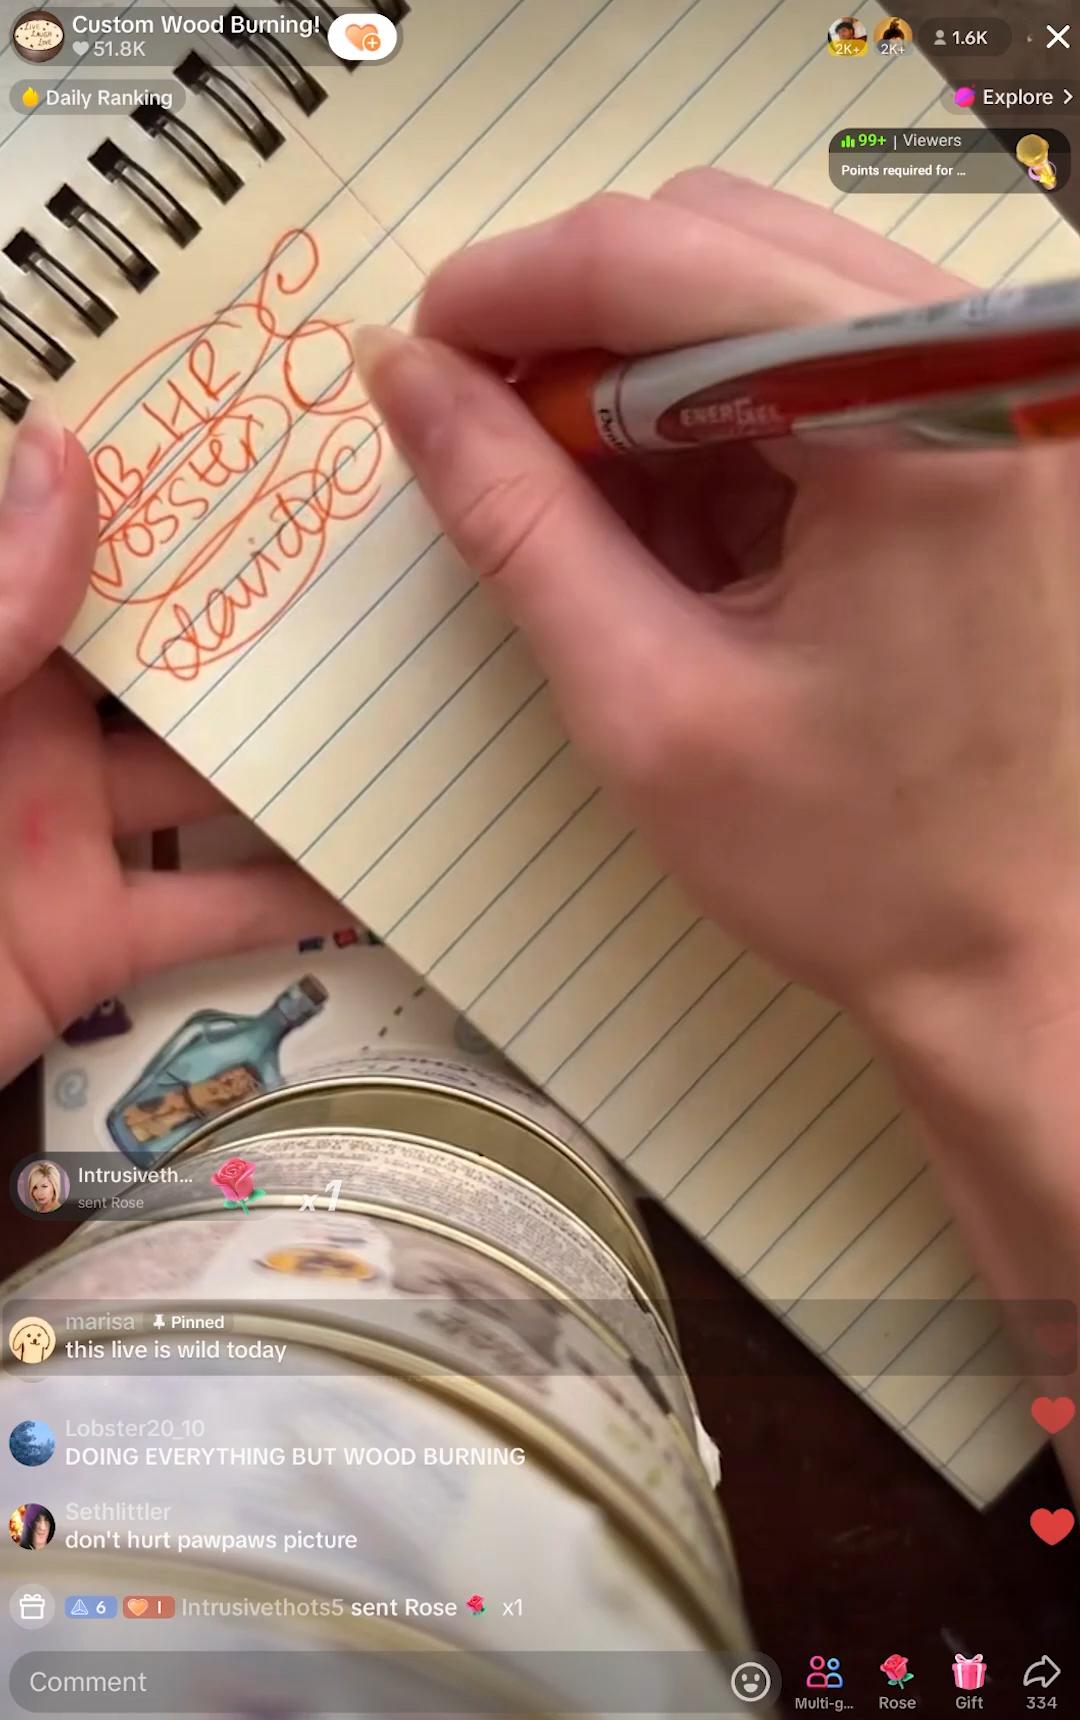 Custom Wood Burning!
51.8K
2K+
2K+
1.6K
Daily Ranking
Explore >
99+ | Viewers
Points required for ...
B-HR
vosster
david
ENERGEL
Intrusiveth...
sent Rose
x1
marisa Pinned
this live is wild today
Lobster20_10
DOING EVERYTHING BUT WOOD BURNING
Sethlittler
don't hurt pawpaws picture
6 I Intrusivethots5 sent Rose x1
Comment
Multi-g...
Rose
Gift
334